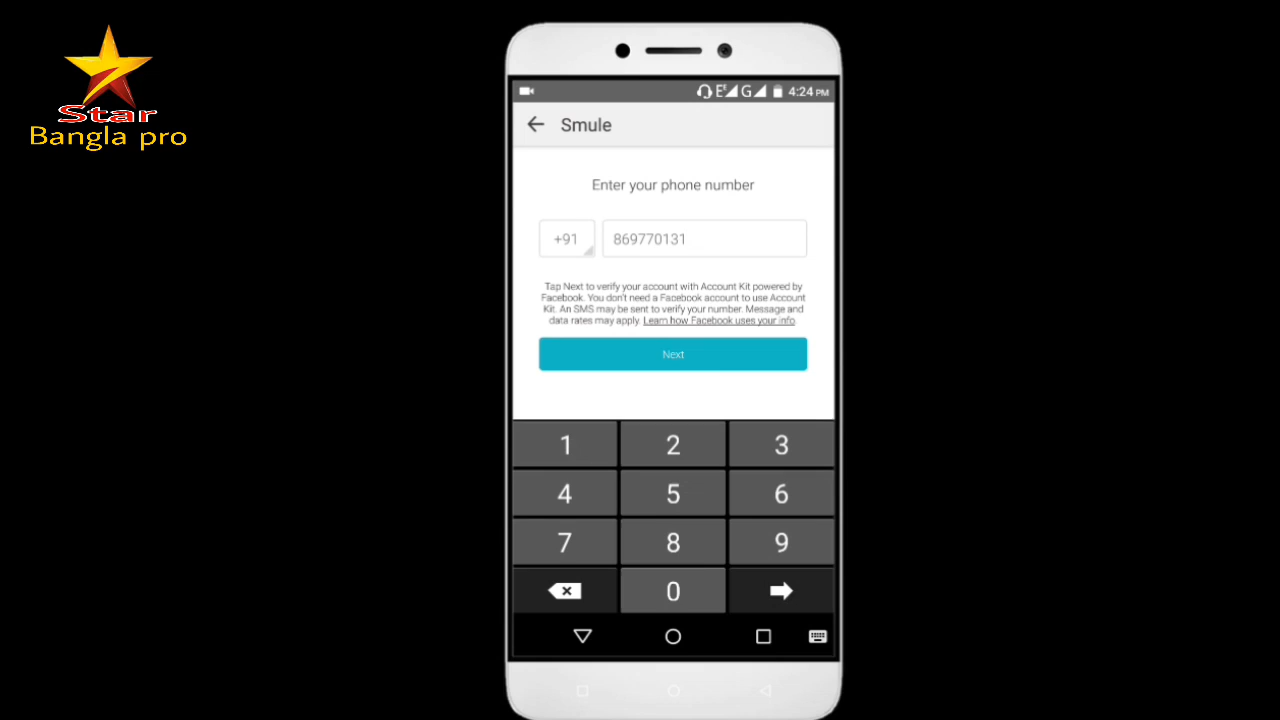 Star
Bangla pro
4:24 PM
Smule
Enter your phone number
+91
869770131
Tap Next to verify your account with Account Kit powered by
Facebook. You don't need a Facebook account to use Account
Kit. An SMS may be sent to verify your number. Message and
data rates may apply. Learn how Facebook uses your info.
Next
1 2 3
4 5 6
7 8 9
0